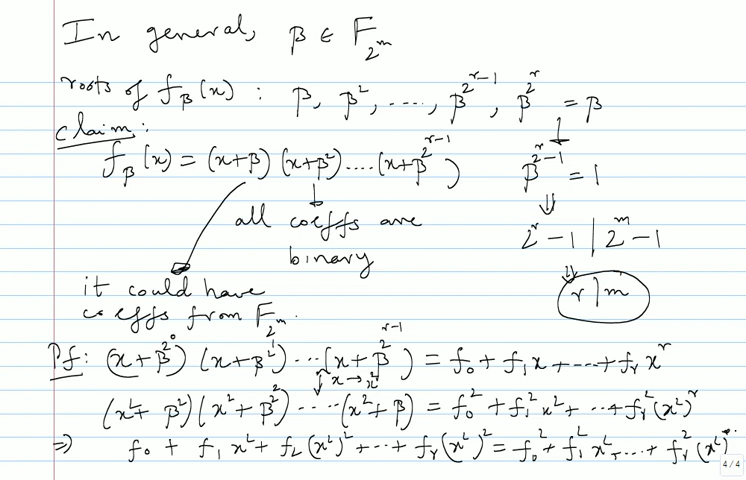 In general, β ∈ F_{2^m}
roots of f_β(x) : β, β^2, ...., β^{2^{r-1}}, β^{2^r} = β
claim:
f_β(x) = (x+β)(x+β^2)....(x+β^{2^{r-1}})
β^{2^r-1} = 1
all coeffs are
binary
2^r-1 | 2^m-1
it could have
coeffs from F_{2^m}.
r|m
Pf: (x+β^{2^0})(x+β^{2^1})...(x+β^{2^{r-1}}) = f_0 + f_1x + ... + f_r x^r
x → x^2
(x^2+β^2)(x^2+β^{2^2})....(x^2+β) = f_0^2 + f_1^2 x^2 + ... + f_r^2 (x^2)^r
⇒ f_0 + f_1 x^2 + f_2 (x^2)^2 + ... + f_r (x^2)^2 = f_0^2 + f_1^2 x^2 + ... + f_r^2 (x^2)^r
4/4